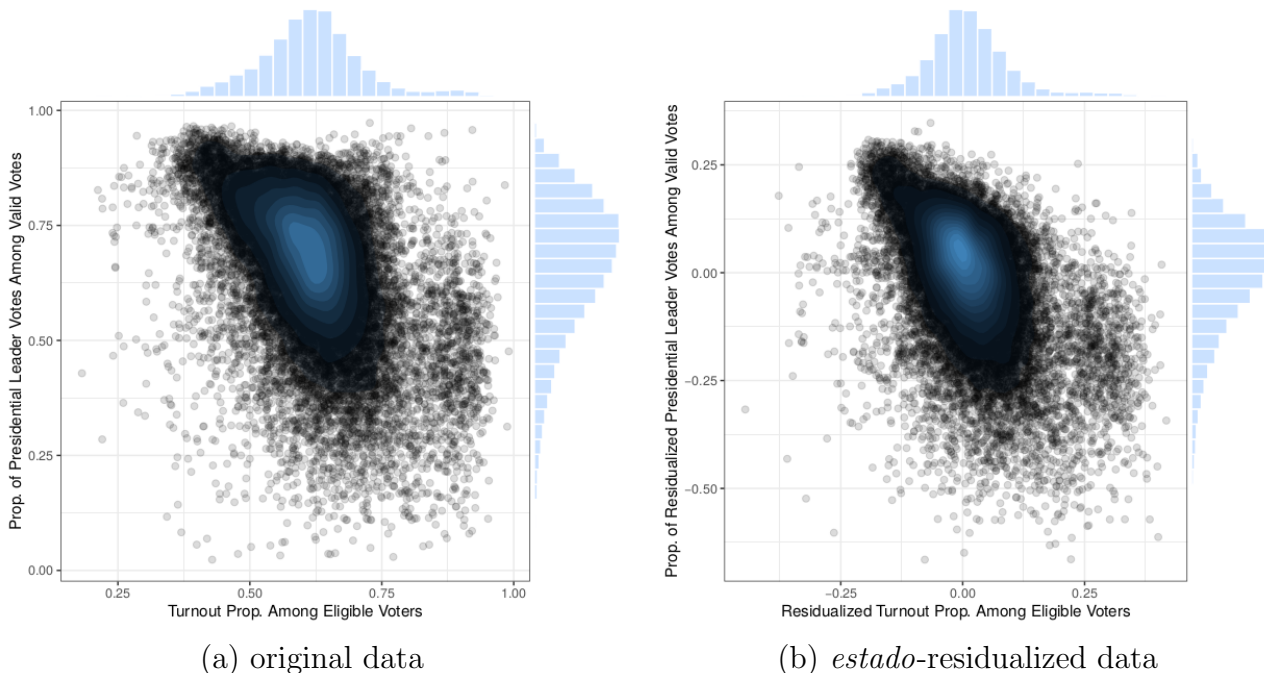 Prop. of Presidential Leader Votes Among Valid Votes
1.00
0.75
0.50
0.25
0.00
0.25
0.50
0.75
1.00
Turnout Prop. Among Eligible Voters
(a) original data
Prop. of Residualized Presidential Leader Votes Among Valid Votes
0.25
0.00
−0.25
−0.50
−0.25
0.00
0.25
Residualized Turnout Prop. Among Eligible Voters
(b) estado-residualized data